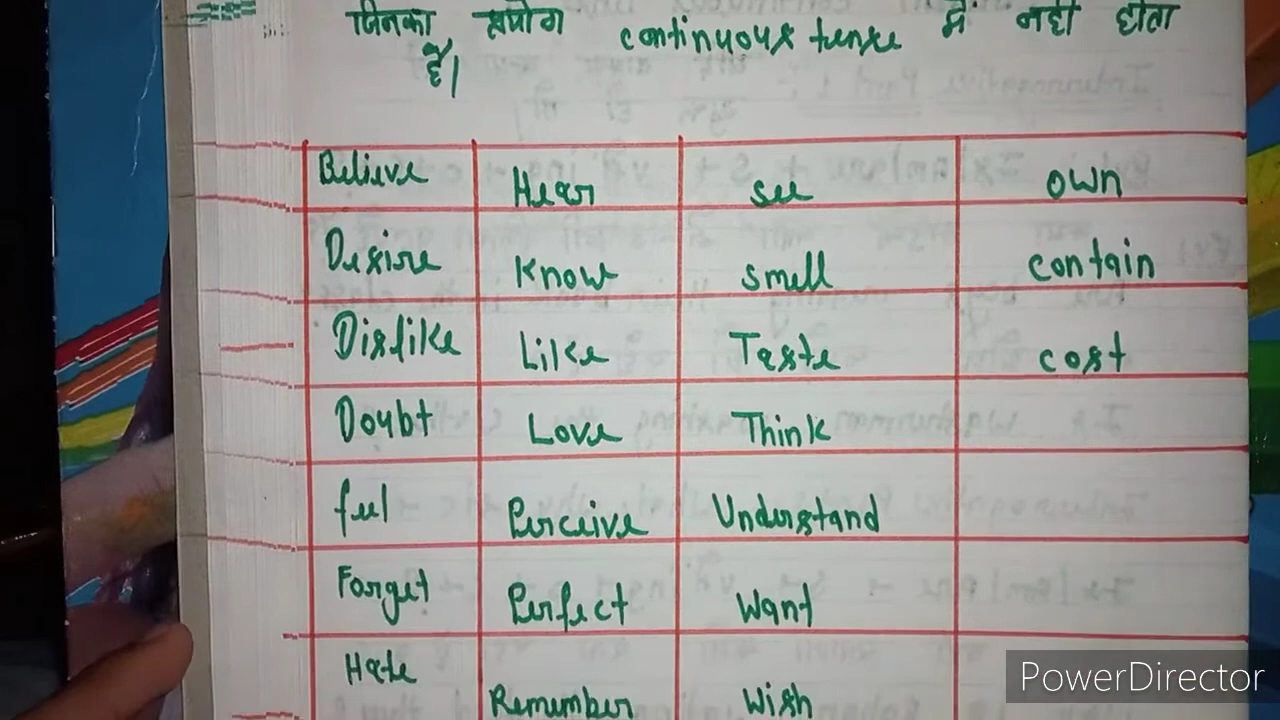 जिनका प्रयोग continuous tense में नही होता
है।
Believe Hear see own
Desire Know smell contain
Dislike Like Taste cost
Doubt Love Think
feel Perceive Understand
Forget Perfect Want
Hate Remember Wish
PowerDirector